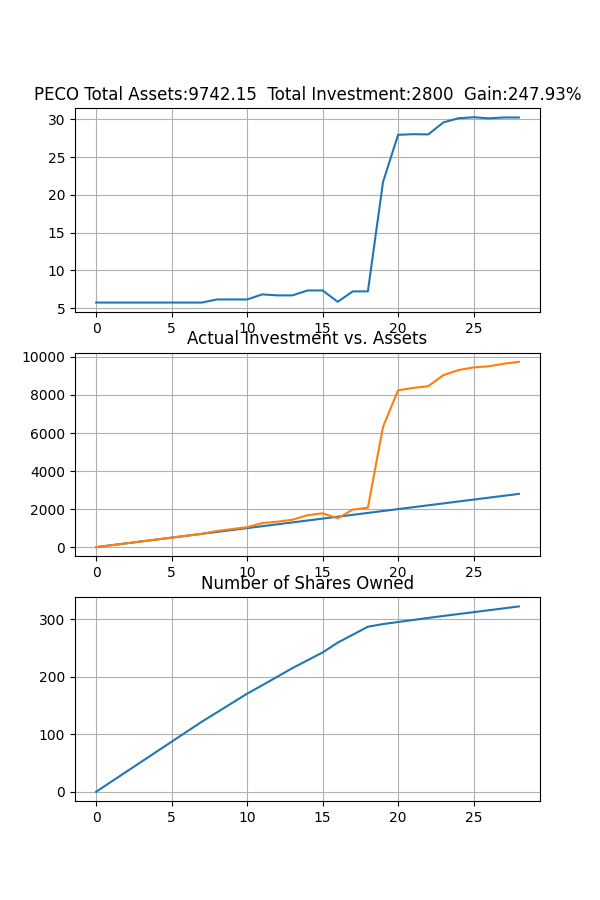 PECO Total Assets:9742.15 Total Investment:2800 Gain:247.93%
30
25
20
15
10
5
0 5 10 15 20 25
Actual Investment vs. Assets
10000
8000
6000
4000
2000
0
0 5 10 15 20 25
Number of Shares Owned
300
200
100
0
0 5 10 15 20 25